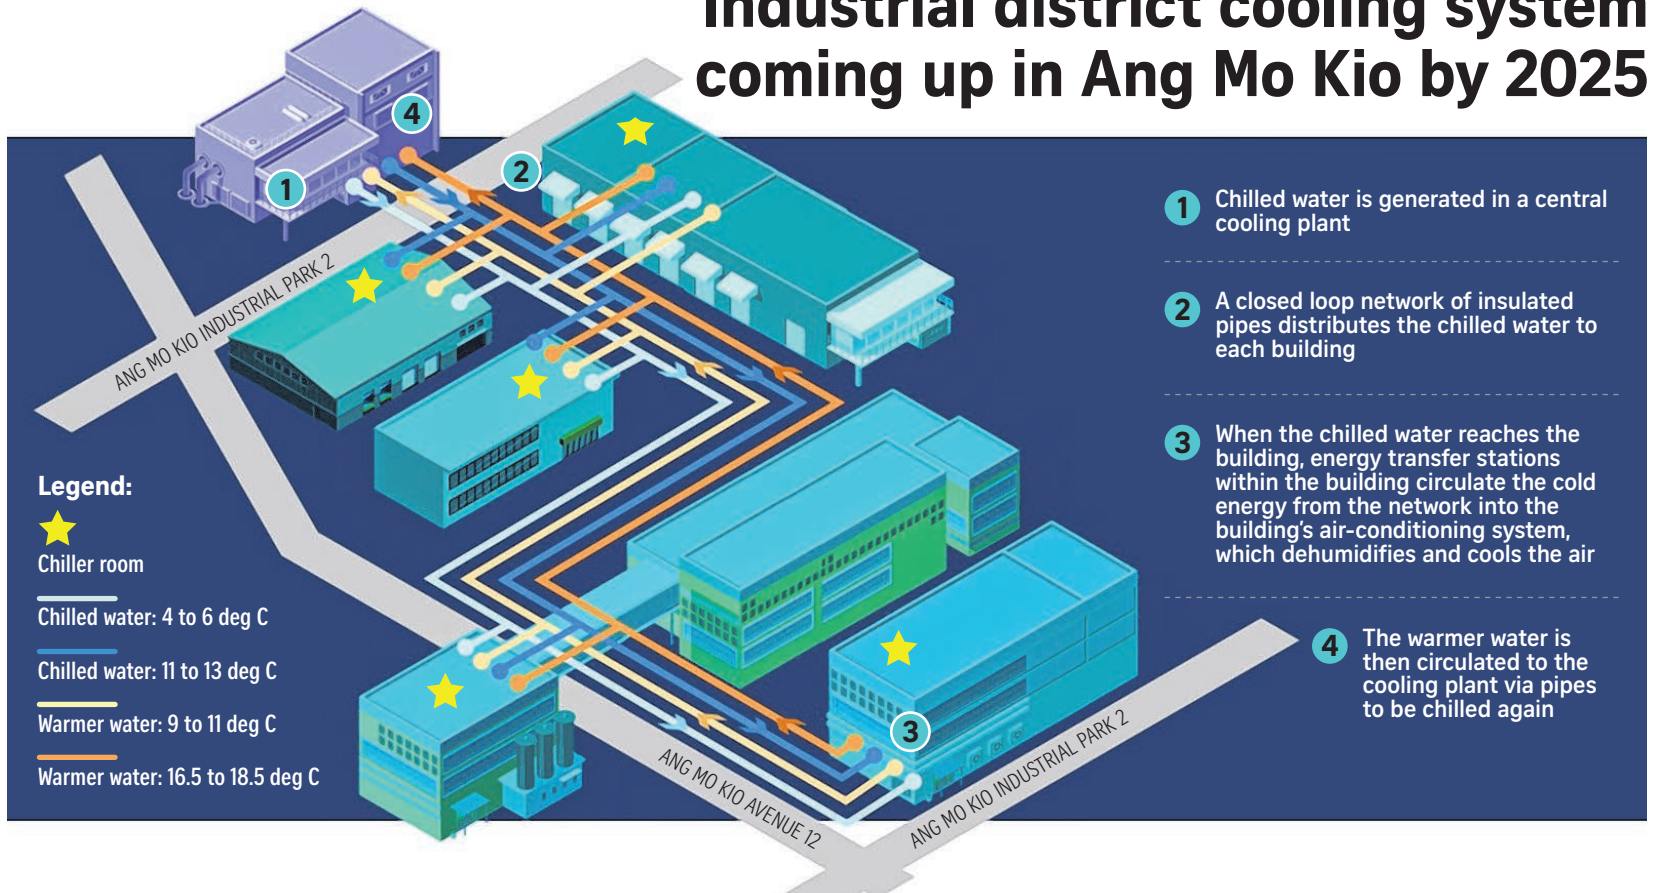 Industrial district cooling system
coming up in Ang Mo Kio by 2025
4
1
2
ANG MO KIO INDUSTRIAL PARK 2
1
Chilled water is generated in a central
cooling plant
2
A closed loop network of insulated
pipes distributes the chilled water to
each building
3
When the chilled water reaches the
building, energy transfer stations
within the building circulate the cold
energy from the network into the
building's air-conditioning system,
which dehumidifies and cools the air
4
The warmer water is
then circulated to the
cooling plant via pipes
to be chilled again
Legend:
Chiller room
Chilled water: 4 to 6 deg C
Chilled water: 11 to 13 deg C
Warmer water: 9 to 11 deg C
Warmer water: 16.5 to 18.5 deg C
3
ANG MO KIO AVENUE 12
ANG MO KIO INDUSTRIAL PARK 2